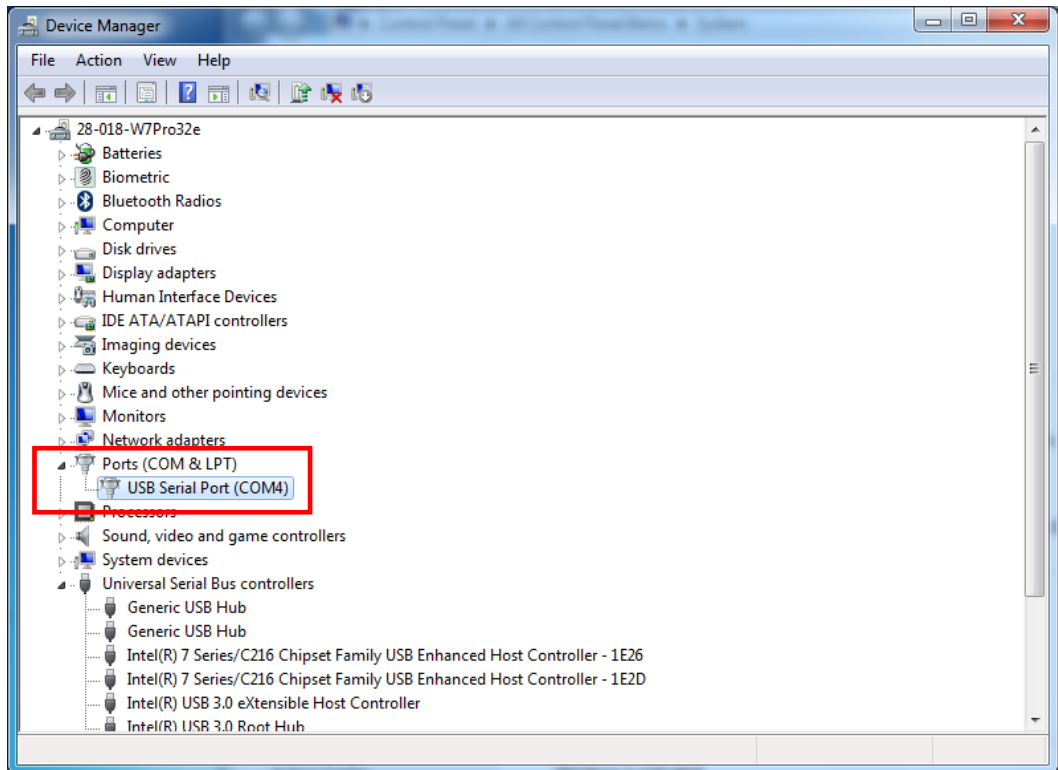 Device Manager
File Action View Help
28-018-W7Pro32e
Batteries
Biometric
Bluetooth Radios
Computer
Disk drives
Display adapters
Human Interface Devices
IDE ATA/ATAPI controllers
Imaging devices
Keyboards
Mice and other pointing devices
Monitors
Network adapters
Ports (COM & LPT)
USB Serial Port (COM4)
Processors
Sound, video and game controllers
System devices
Universal Serial Bus controllers
Generic USB Hub
Generic USB Hub
Intel(R) 7 Series/C216 Chipset Family USB Enhanced Host Controller - 1E26
Intel(R) 7 Series/C216 Chipset Family USB Enhanced Host Controller - 1E2D
Intel(R) USB 3.0 eXtensible Host Controller
Intel(R) USB 3.0 Root Hub